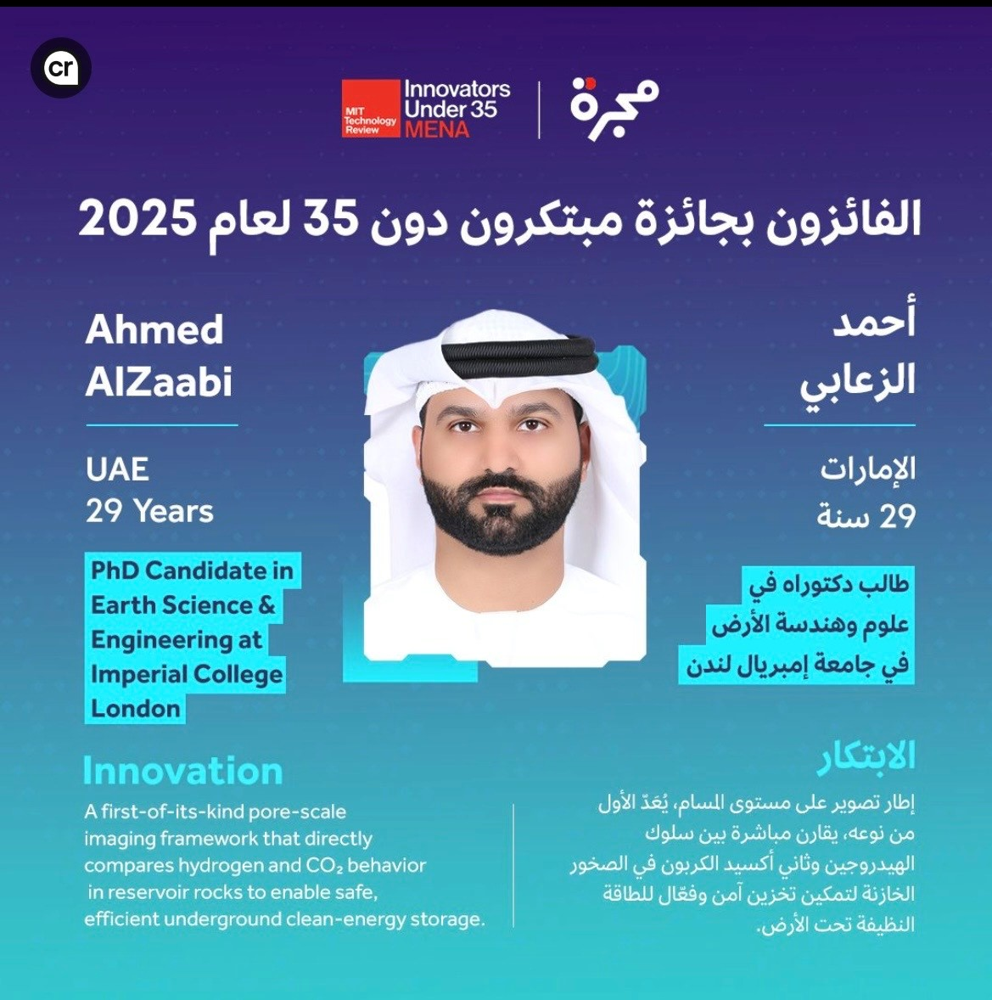 cr
MIT
Technology
Review
Innovators
Under 35
MENA
مجرة
الفائزون بجائزة مبتكرون دون 35 لعام 2025
Ahmed
AlZaabi
UAE
29 Years
PhD Candidate in
Earth Science &
Engineering at
Imperial College
London
أحمد
الزعابي
الإمارات
29 سنة
طالب دكتوراه في
علوم وهندسة الأرض
في جامعة إمبريال لندن
Innovation
A first-of-its-kind pore-scale
imaging framework that directly
compares hydrogen and CO₂ behavior
in reservoir rocks to enable safe,
efficient underground clean-energy storage.
الابتكار
إطار تصوير على مستوى المسام، يُعَدّ الأول
من نوعه، يقارن مباشرة بين سلوك
الهيدروجين وثاني أكسيد الكربون في الصخور
الخازنة لتمكين تخزين آمن وفعّال للطاقة
النظيفة تحت الأرض.